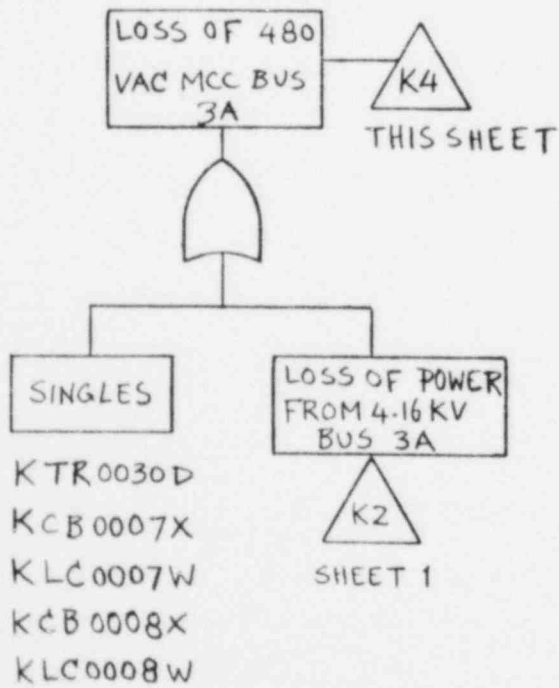 LOSS OF 480
VAC MCC BUS
3A
K4
THIS SHEET
SINGLES
LOSS OF POWER
FROM 4.16 KV
BUS 3A
K2
SHEET 1
KTR0030D
KCB0007X
KLC0007W
KCB0008X
KLC0008W